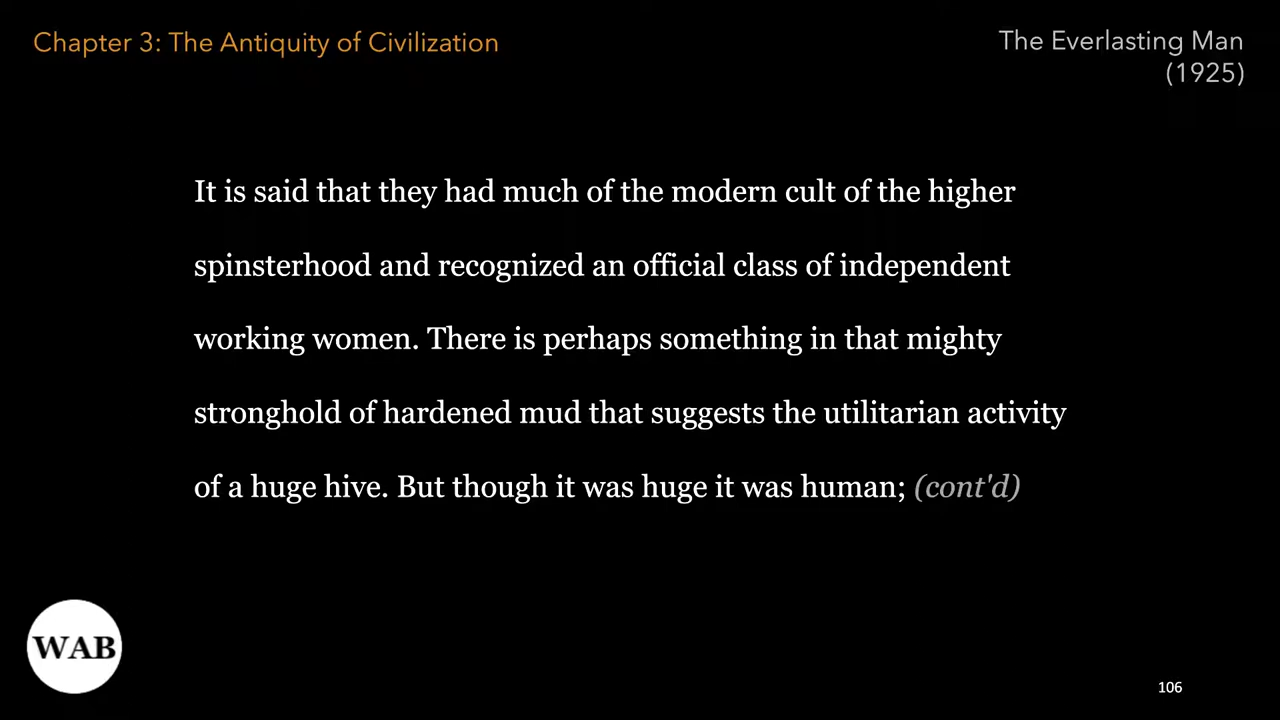 Chapter 3: The Antiquity of Civilization
The Everlasting Man
(1925)
It is said that they had much of the modern cult of the higher
spinsterhood and recognized an official class of independent
working women. There is perhaps something in that mighty
stronghold of hardened mud that suggests the utilitarian activity
of a huge hive. But though it was huge it was human; (cont'd)
WAB
106